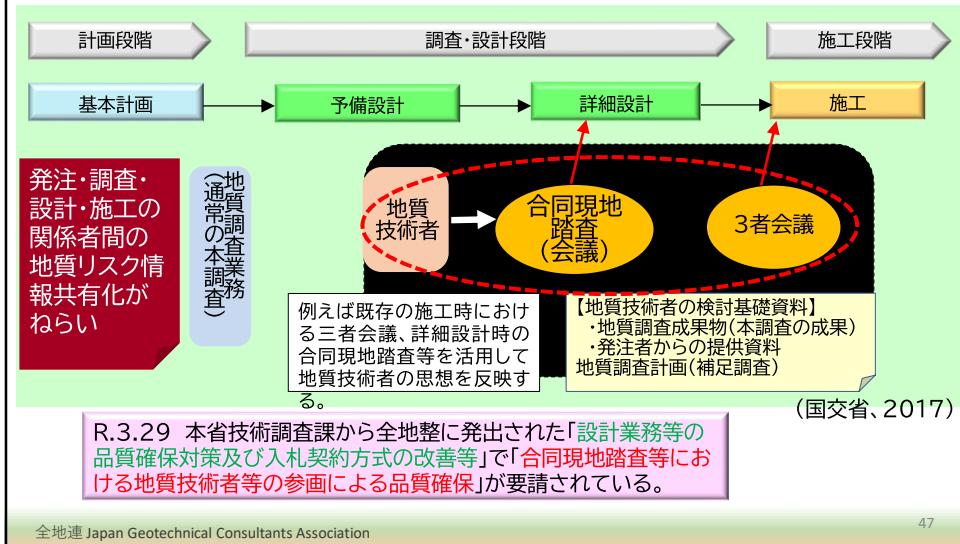 計画段階
調査・設計段階
施工段階
基本計画
予備設計
詳細設計
施工
発注・調査・
設計・施工の
関係者間の
地質リスク情
報共有化が
ねらい
地質調査業務
（通常の本調査）
地質
技術者
合同現地
踏査
（会議）
３者会議
例えば既存の施工時におけ
る三者会議、詳細設計時の
合同現地踏査等を活用して
地質技術者の思想を反映す
る。
【地質技術者の検討基礎資料】
・地質調査成果物（本調査の成果）
・発注者からの提供資料
地質調査計画（補足調査）
（国交省、2017）
R.3.29 本省技術調査課から全地整に発出された「設計業務等の
品質確保対策及び入札契約方式の改善等」で「合同現地踏査等にお
ける地質技術者等の参画による品質確保」が要請されている。
全地連 Japan Geotechnical Consultants Association
47